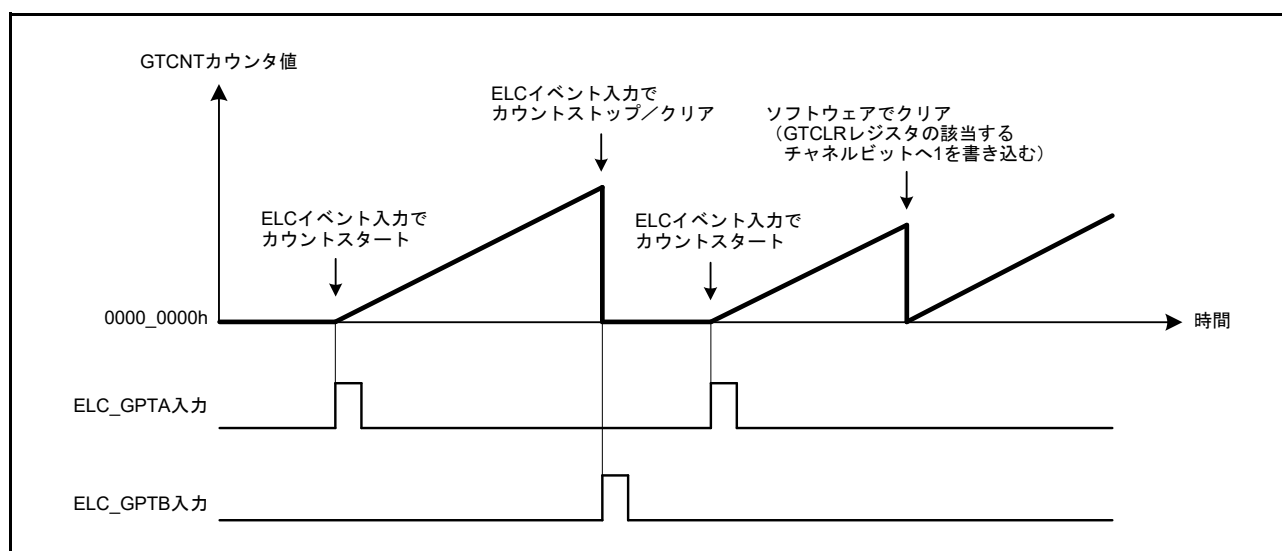 GTCNTカウンタ値
ELCイベント入力で
カウントストップ／クリア
ソフトウェアでクリア
（GTCLRレジスタの該当する
チャネルビットへ1を書き込む）
ELCイベント入力で
カウントスタート
ELCイベント入力で
カウントスタート
0000_0000h
時間
ELC_GPTA入力
ELC_GPTB入力